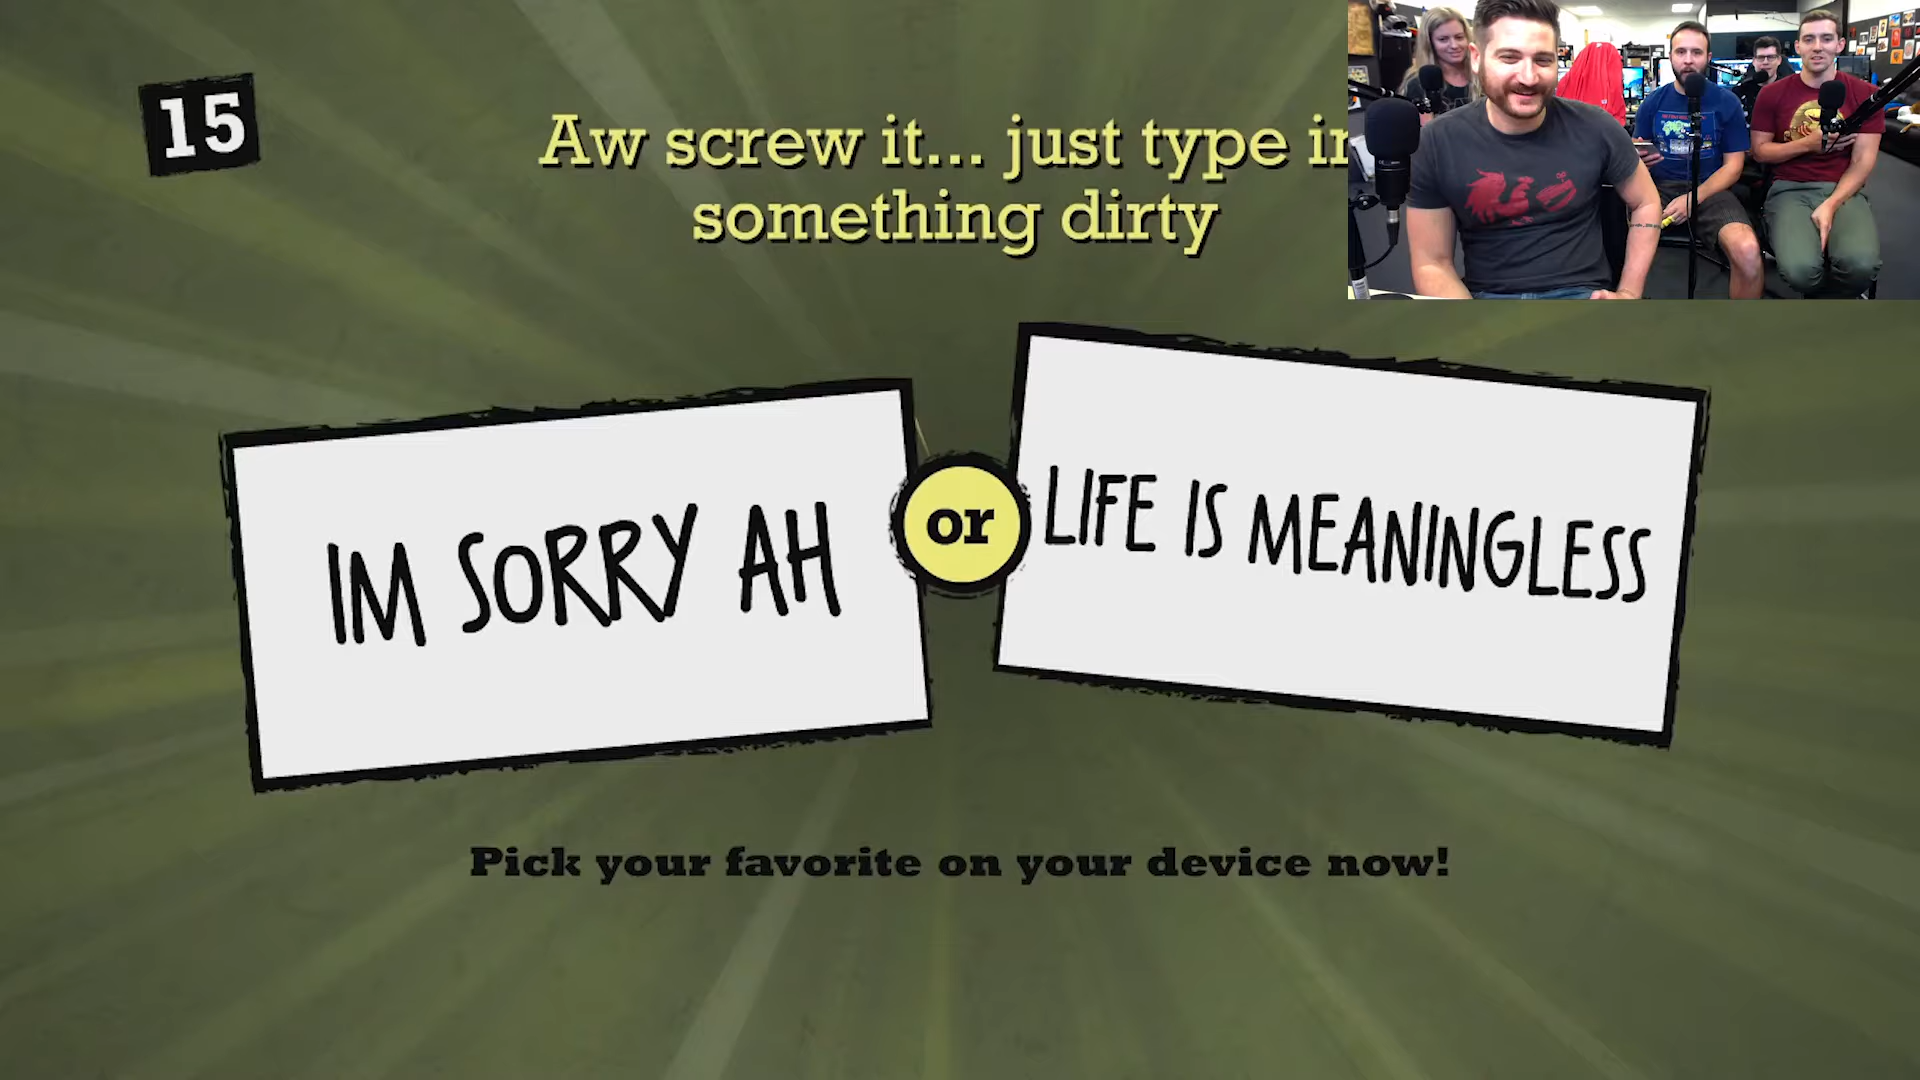 15
Aw screw it... just type in
something dirty
IM SORRY AH
or
LIFE IS MEANINGLESS
Pick your favorite on your device now!